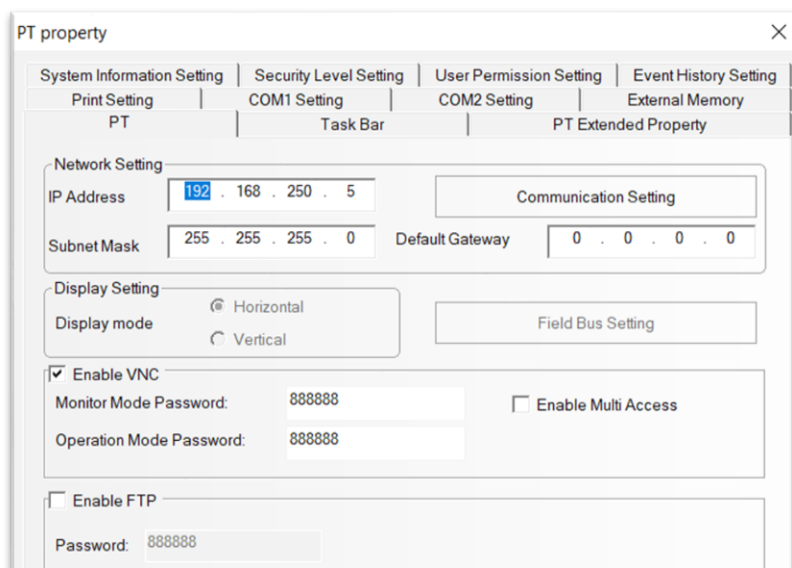 PT property
System Information Setting Security Level Setting User Permission Setting Event History Setting
Print Setting COM1 Setting COM2 Setting External Memory
PT Task Bar PT Extended Property
Network Setting
IP Address 192 . 168 . 250 . 5 Communication Setting
Subnet Mask 255 . 255 . 255 . 0 Default Gateway 0 . 0 . 0 . 0
Display Setting
Display mode Horizontal
Vertical
Field Bus Setting
Enable VNC
Monitor Mode Password: 888888 Enable Multi Access
Operation Mode Password: 888888
Enable FTP
Password: 888888